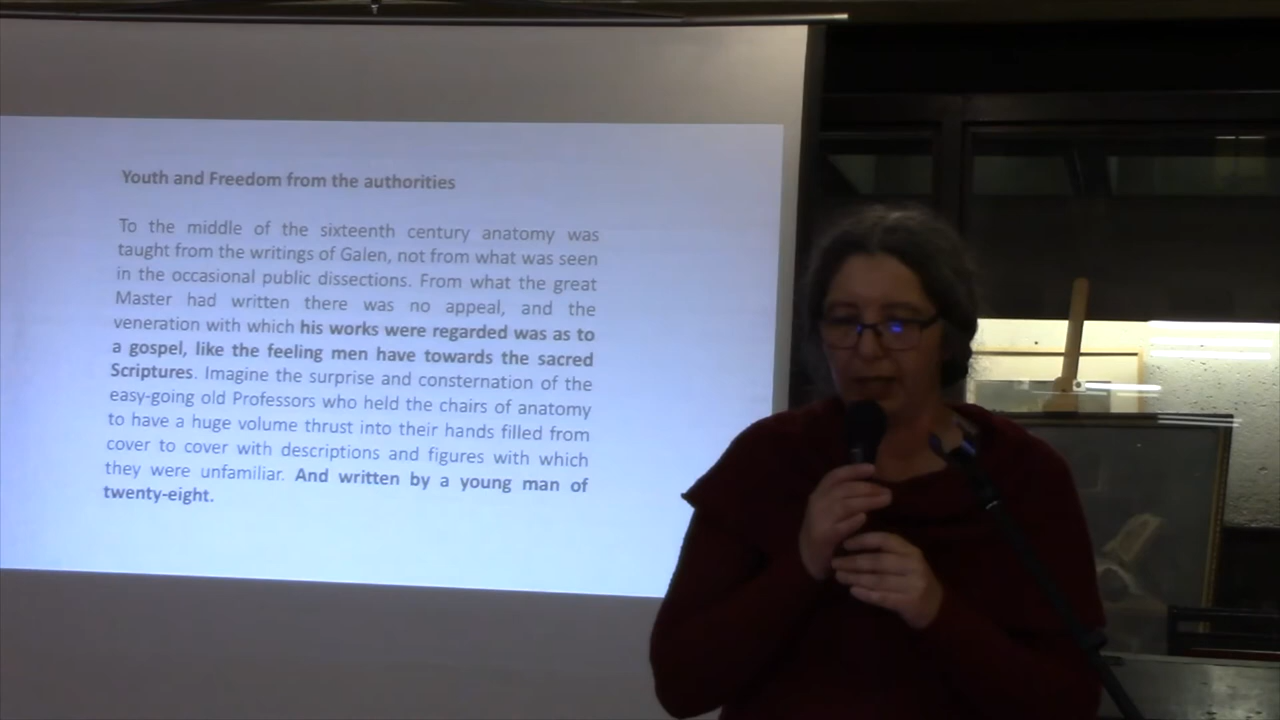 Youth and Freedom from the authorities
To the middle of the sixteenth century anatomy was
taught from the writings of Galen, not from what was seen
in the occasional public dissections. From what the great
Master had written there was no appeal, and the
veneration with which his works were regarded was as to
a gospel, like the feeling men have towards the sacred
Scriptures. Imagine the surprise and consternation of the
easy-going old Professors who held the chairs of anatomy
to have a huge volume thrust into their hands filled from
cover to cover with descriptions and figures with which
they were unfamiliar. And written by a young man of
twenty-eight.